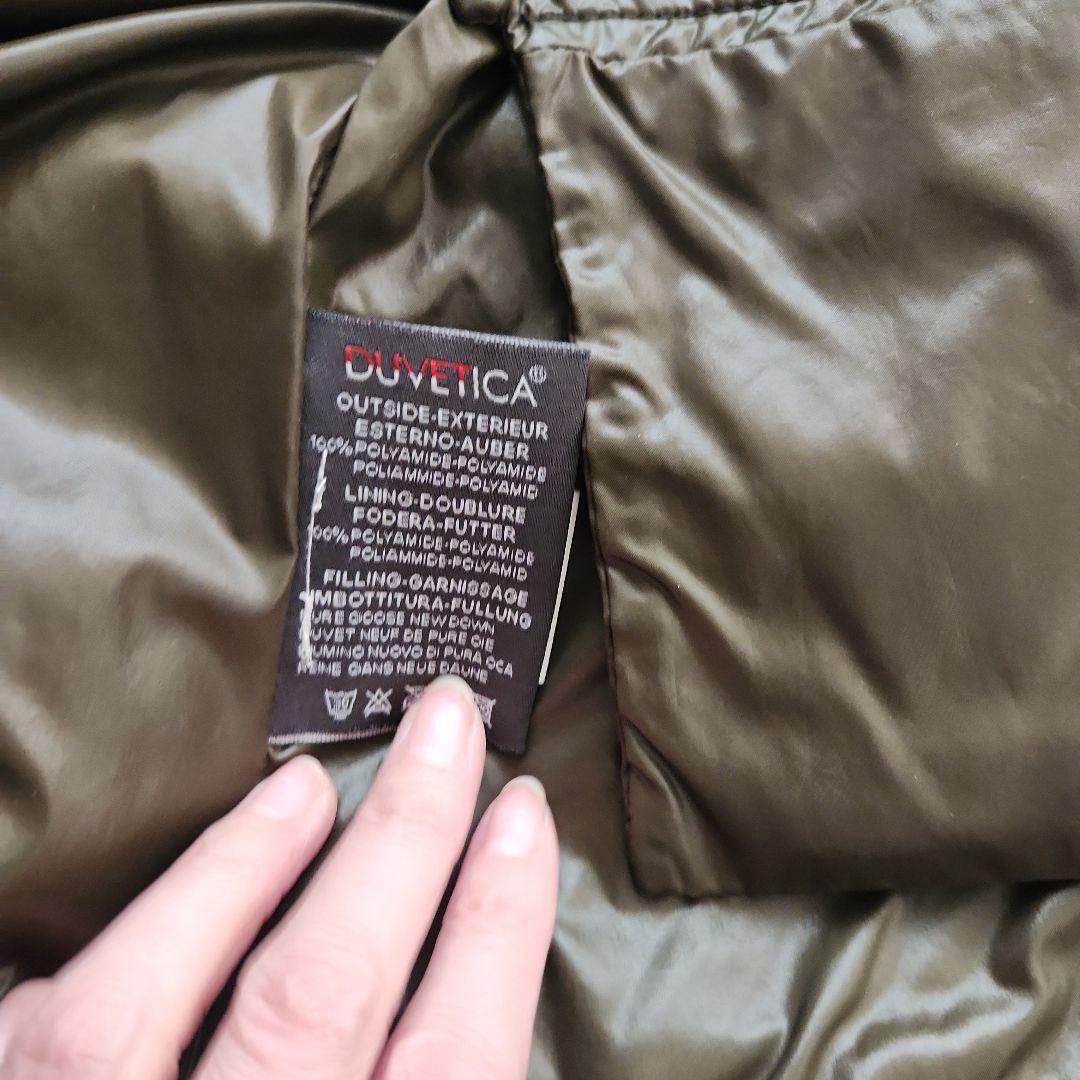 DUVETICA®
OUTSIDE-EXTERIEUR
ESTERNO-AUBER
100% POLYAMIDE-POLYAMIDE
POLIAMMIDE-POLYAMID
LINING-DOUBLURE
FODERA-FUTTER
100% POLYAMIDE-POLYAMIDE
POLIAMMIDE-POLYAMID
FILLING-GARNISSAGE
IMBOTTITURA-FULLUNG
PURE GOOSE NEW DOWN
DUVET NEUF DE PURE OIE
PIUMINO NUOVO DI PURA OCA
REINE GANS NEUE DAUNE